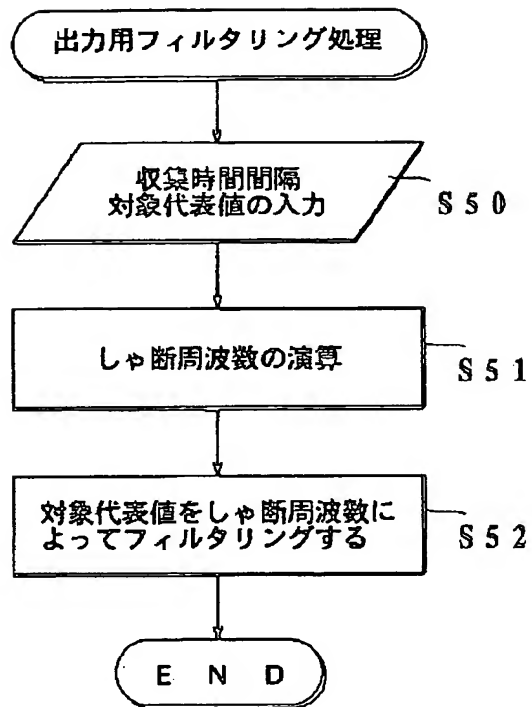 出力用フィルタリング処理
収集時間間隔
対象代表値の入力
S50
しゃ断周波数の演算
S51
対象代表値をしゃ断周波数に
よってフィルタリングする
S52
END